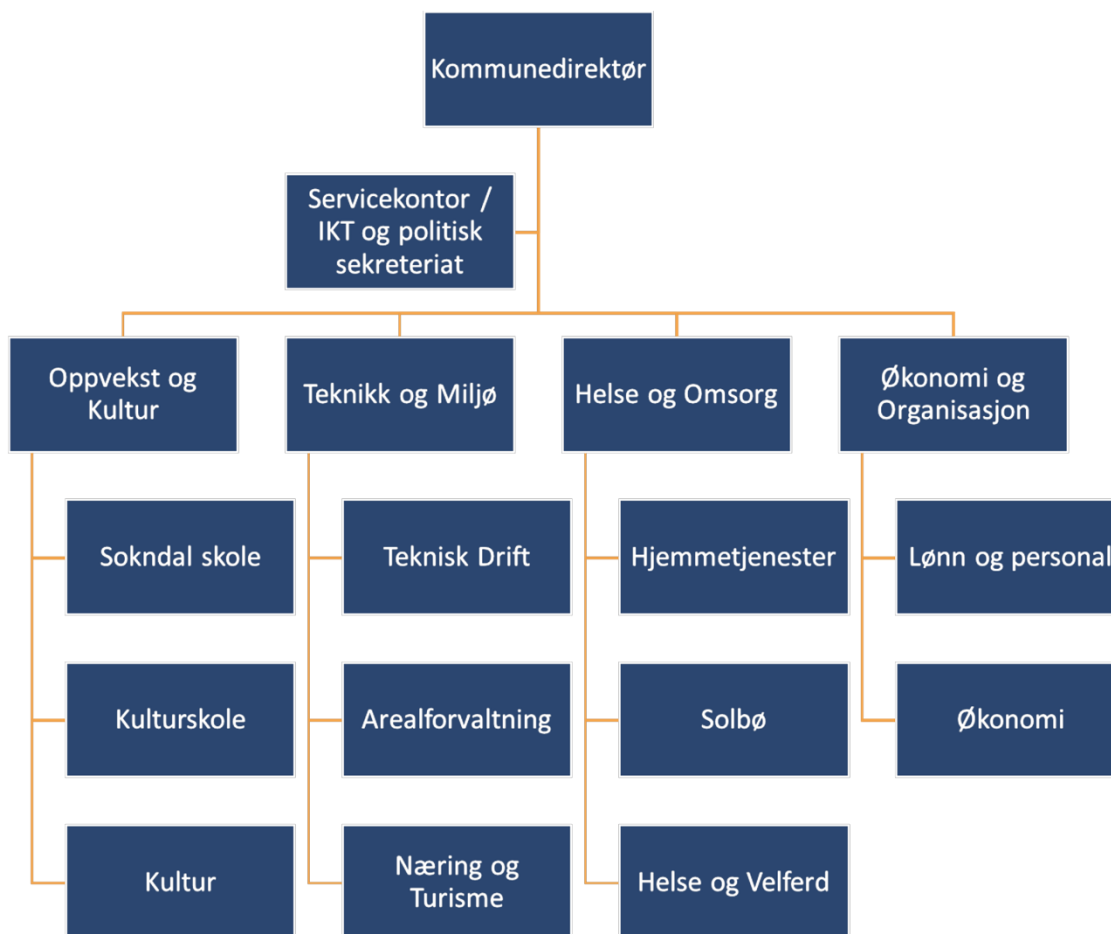 Kommunedirektør
Servicekontor /
IKT og politisk
sekreteriat
Oppvekst og
Kultur
Teknikk og Miljø
Helse og Omsorg
Økonomi og
Organisasjon
Sokndal skole
Teknisk Drift
Hjemmetjenester
Lønn og personal
Kulturskole
Arealforvaltning
Solbø
Økonomi
Kultur
Næring og
Turisme
Helse og Velferd